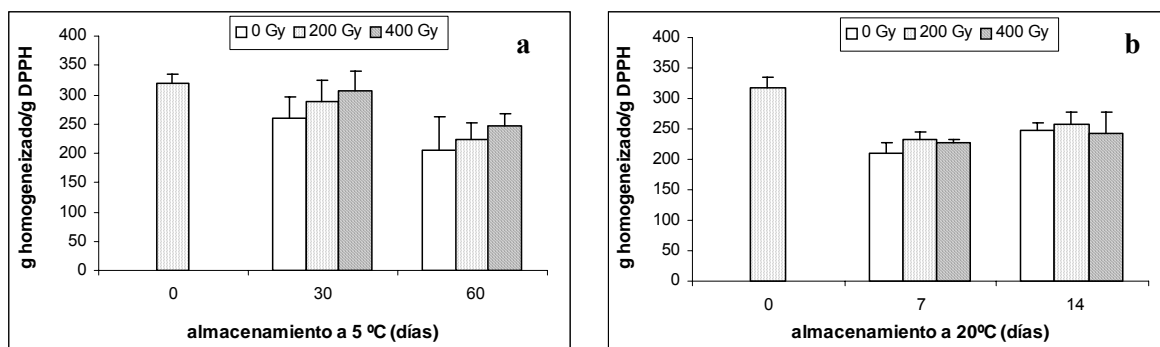 0 Gy 200 Gy 400 Gy
a
g homogeneizado/g DPPH
400
350
300
250
200
150
100
50
0
0 30 60
almacenamiento a 5 ºC (días)
0 Gy 200 Gy 400 Gy
b
g homogeneizado/g DPPH
400
350
300
250
200
150
100
50
0
0 7 14
almacenamiento a 20ºC (días)